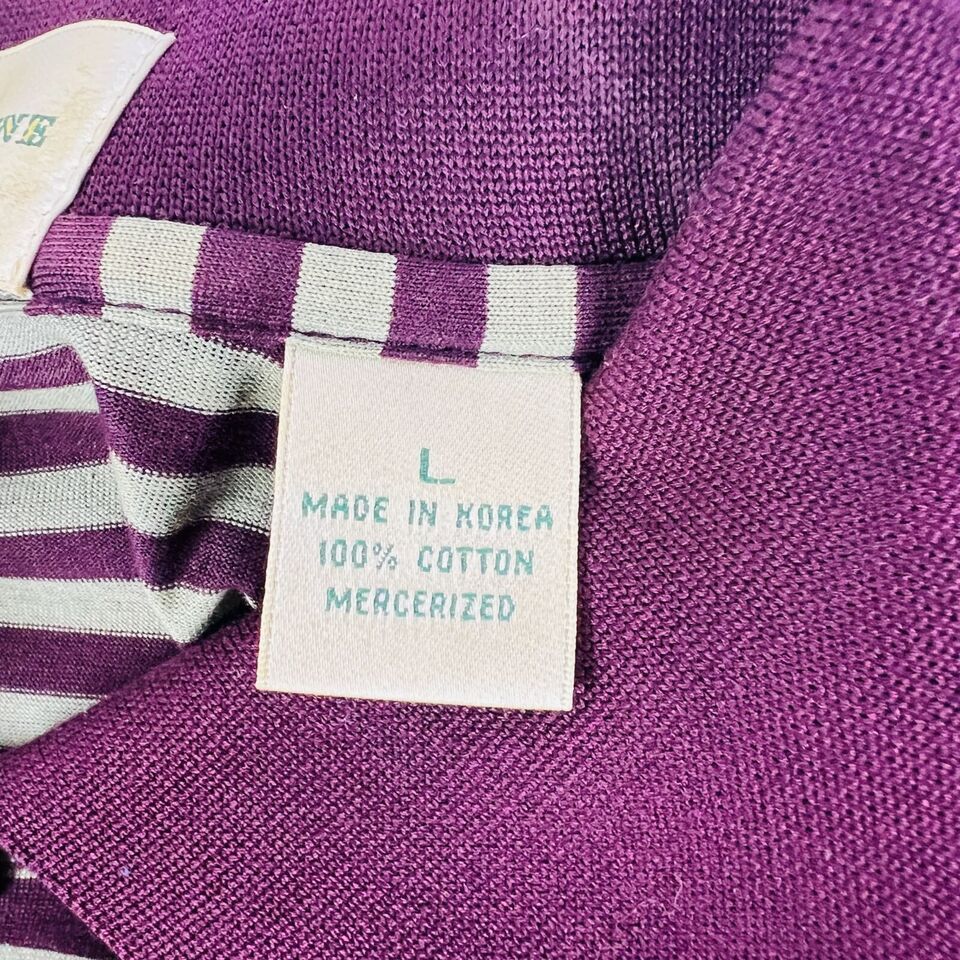 L
MADE IN KOREA
100% COTTON
MERCERIZED